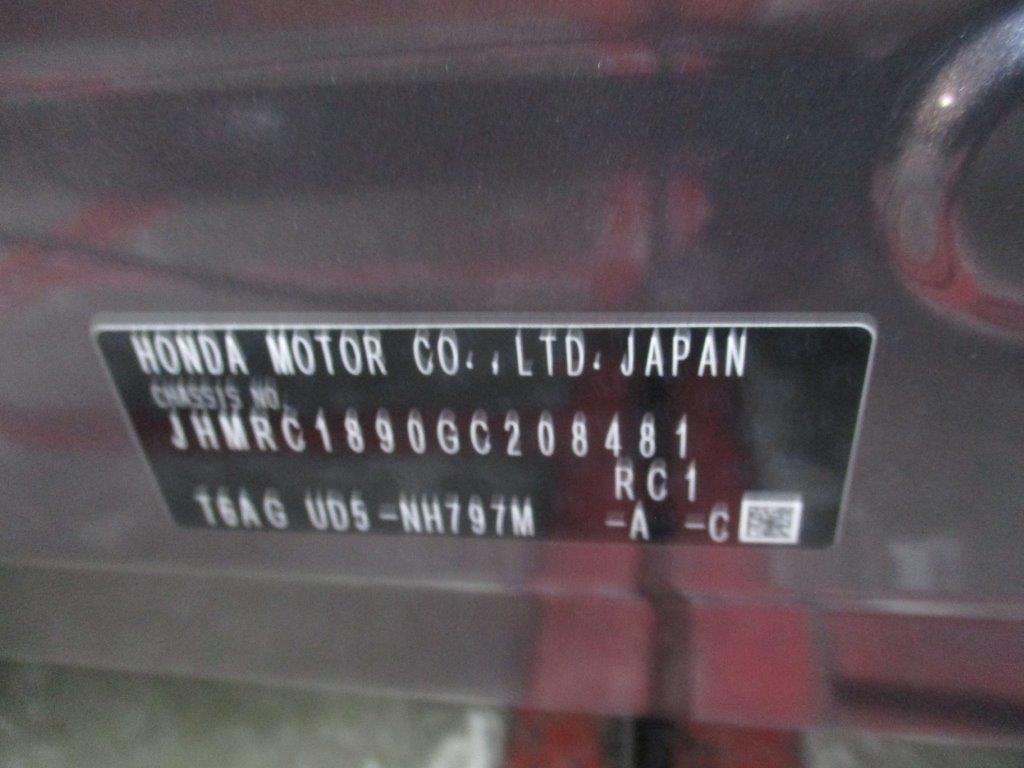 HONDA MOTOR CO.,LTD. JAPAN
CHASSIS NO.
JHMRC1890GC208481
RC1
T6AG UD5-NH797M -A -C